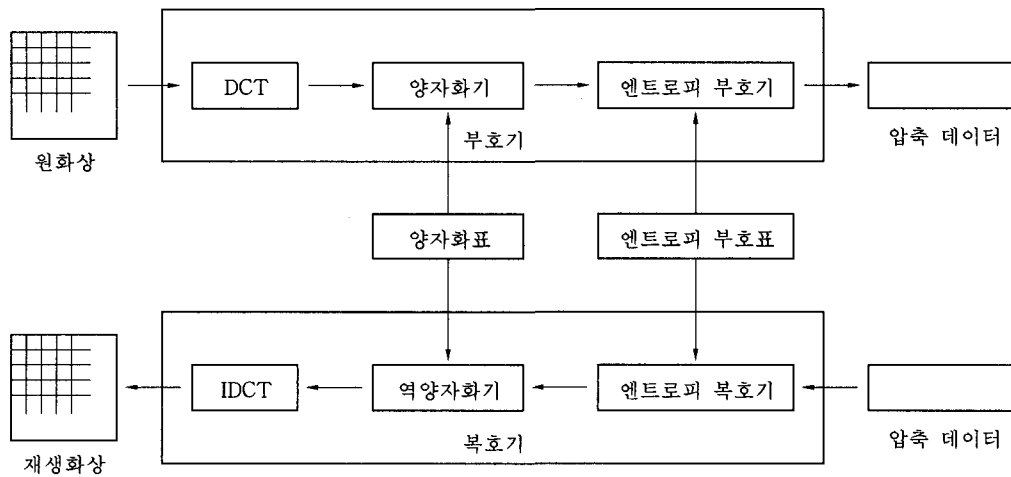 DCT
양자화기
엔트로피 부호기
부호기
원화상
압축 데이터
양자화표
엔트로피 부호표
IDCT
역양자화기
엔트로피 복호기
복호기
재생화상
압축 데이터